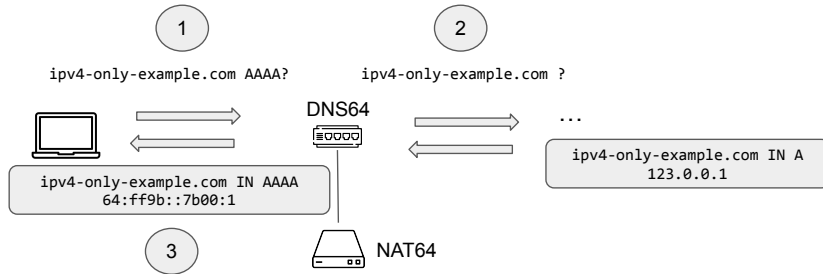 1
2
ipv4-only-example.com AAAA?
ipv4-only-example.com ?
DNS64
...
ipv4-only-example.com IN A
123.0.0.1
ipv4-only-example.com IN AAAA
64:ff9b::7b00:1
3
NAT64